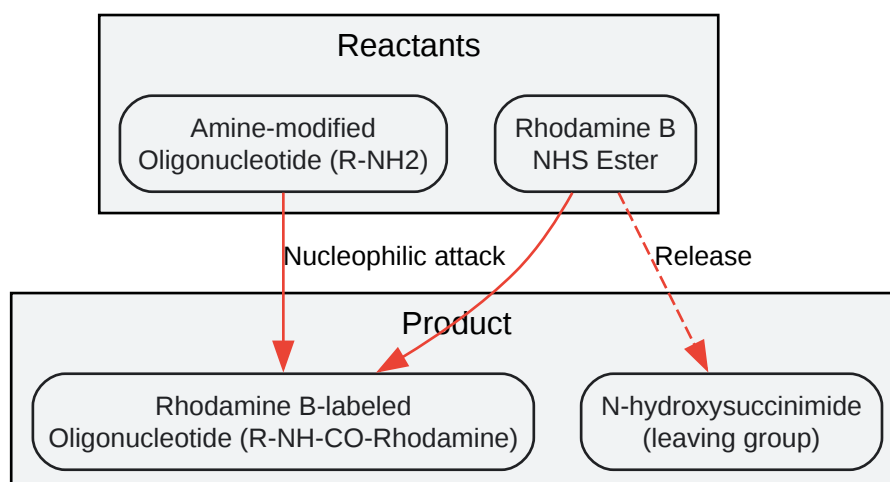 Reactants
Amine-modified
Oligonucleotide (R-NH2)
Rhodamine B
NHS Ester
Nucleophilic attack
Release
Product
Rhodamine B-labeled
Oligonucleotide (R-NH-CO-Rhodamine)
N-hydroxysuccinimide
(leaving group)